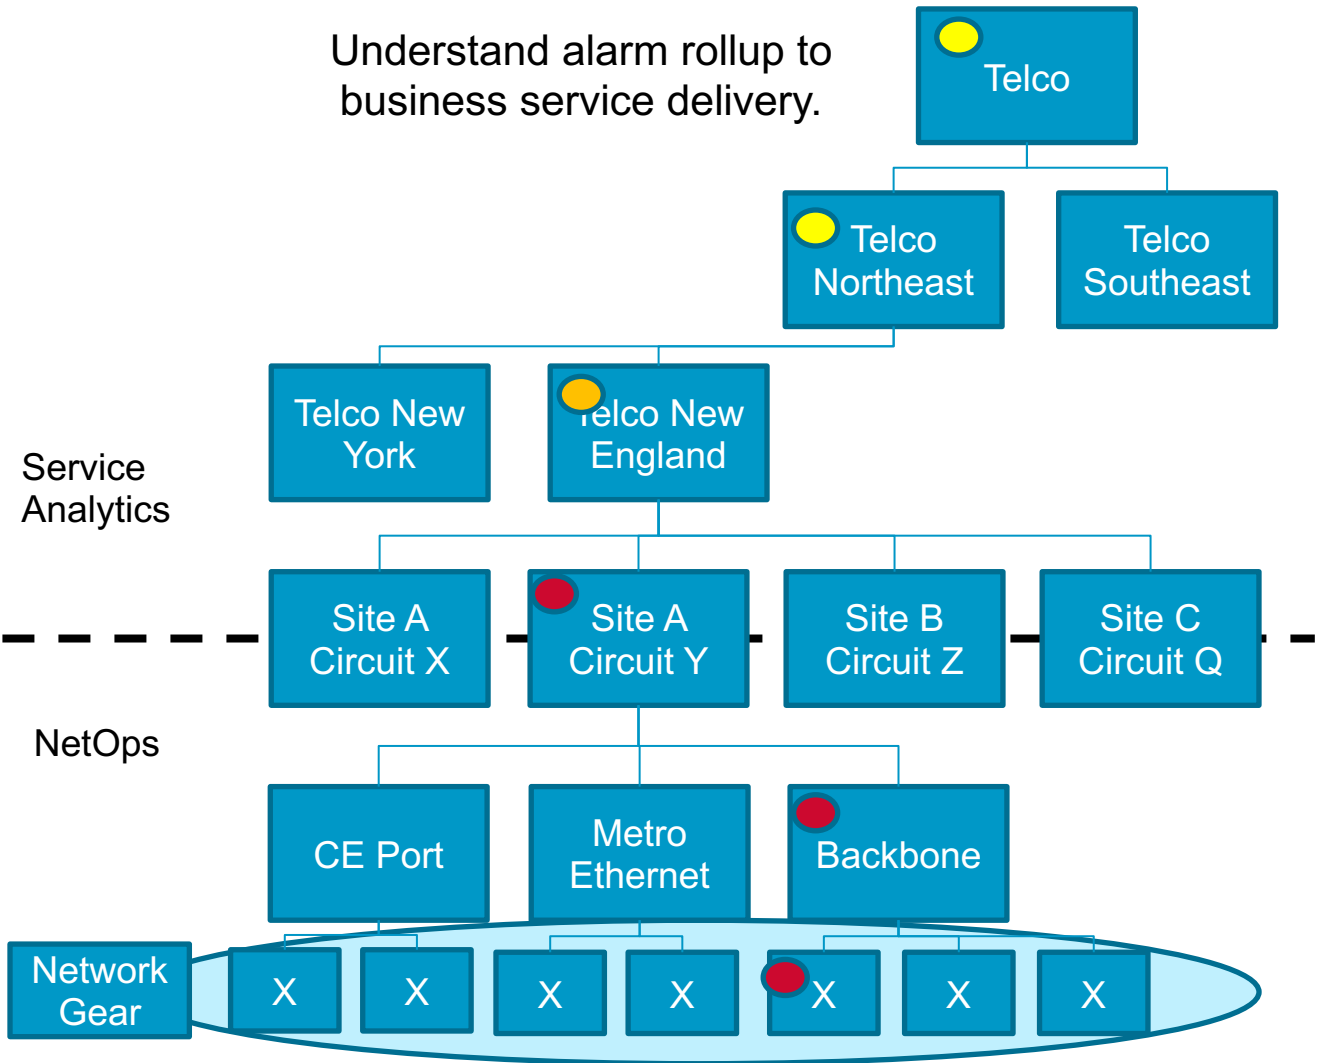 Understand alarm rollup to
business service delivery.
Telco
Telco
Northeast
Telco
Southeast
Telco New
York
Telco New
England
Service
Analytics
Site A
Circuit X
Site A
Circuit Y
Site B
Circuit Z
Site C
Circuit Q
NetOps
CE Port
Metro
Ethernet
Backbone
Network
Gear
X
X
X
X
X
X
X